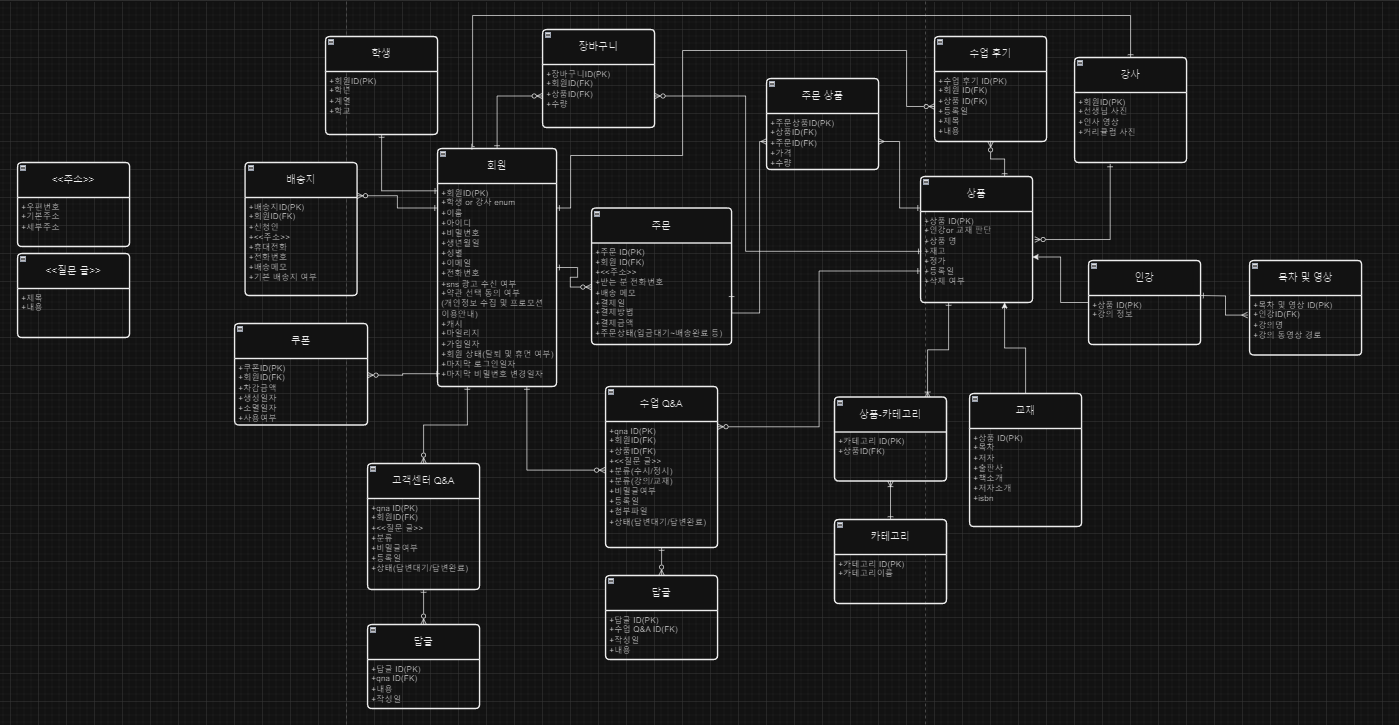 학생
+회원ID(PK)
+학년
+계열
+학교
장바구니
+장바구니ID(PK)
+회원ID(FK)
+상품ID(FK)
+수량
주문 상품
+주문상품ID(PK)
+상품ID(FK)
+주문ID(FK)
+가격
+수량
수업 후기
+수업 후기 ID(PK)
+회원 ID(FK)
+상품 ID(FK)
+등록일
+제목
+내용
강사
+회원ID(PK)
+선생님 사진
+인사 영상
+커리큘럼 사진
<<주소>>
+우편번호
+기본주소
+세부주소
<<질문 글>>
+제목
+내용
배송지
+배송지ID(PK)
+회원ID(FK)
+신청인
+<<주소>>
+휴대전화
+전화번호
+배송메모
+기본 배송지 여부
회원
+회원ID(PK)
+학생 or 강사 enum
+이름
+아이디
+비밀번호
+생년월일
+성별
+이메일
+전화번호
+sns 광고 수신 여부
+약관 선택 동의 여부
(개인정보 수집 및 프로모션
이용안내)
+캐시
+마일리지
+가입일자
+회원 상태(탈퇴 및 휴면 여부)
+마지막 로그인일자
+마지막 비밀번호 변경일자
주문
+주문 ID(PK)
+회원 ID(FK)
+<<주소>>
+받는 분 전화번호
+배송 메모
+결제일
+결제방법
+결제금액
+주문상태(입금대기~배송완료 등)
상품
+상품 ID(PK)
+인강or 교재 판단
+상품 명
+재고
+정가
+등록일
+삭제 여부
인강
+상품 ID(PK)
+강의 정보
목차 및 영상
+목차 및 영상 ID(PK)
+인강ID(FK)
+강의명
+강의 동영상 경로
쿠폰
+쿠폰ID(PK)
+회원ID(FK)
+차감금액
+생성일자
+소멸일자
+사용여부
수업 Q&A
+qna ID(PK)
+회원ID(FK)
+상품ID(FK)
+<<질문 글>>
+분류(수시/정시)
+분류(강의/교재)
+비밀글여부
+등록일
+첨부파일
+상태(답변대기/답변완료)
상품-카테고리
+카테고리 ID(PK)
+상품ID(FK)
교재
+상품 ID(PK)
+목차
+저자
+출판사
+책소개
+저자소개
+isbn
고객센터 Q&A
+qna ID(PK)
+회원ID(FK)
+<<질문 글>>
+분류
+비밀글여부
+등록일
+상태(답변대기/답변완료)
카테고리
+카테고리 ID(PK)
+카테고리이름
답글
+답글 ID(PK)
+수업 Q&A ID(FK)
+작성일
+내용
답글
+답글 ID(PK)
+qna ID(FK)
+내용
+작성일